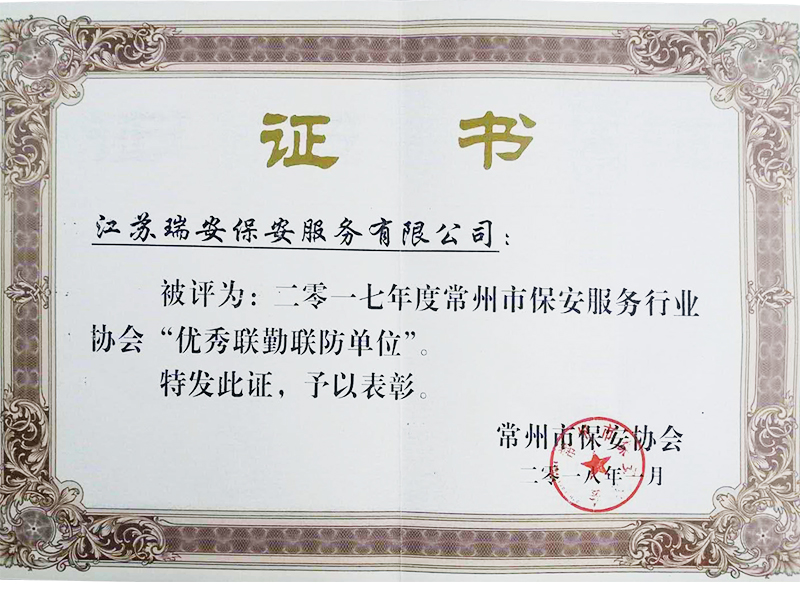 证书
江苏瑞安保安服务有限公司：
被评为：二零一七年度常州市保安服务行业
协会“优秀联勤联防单位”。
特发此证，予以表彰。
常州市保安协会
二零一八年一月